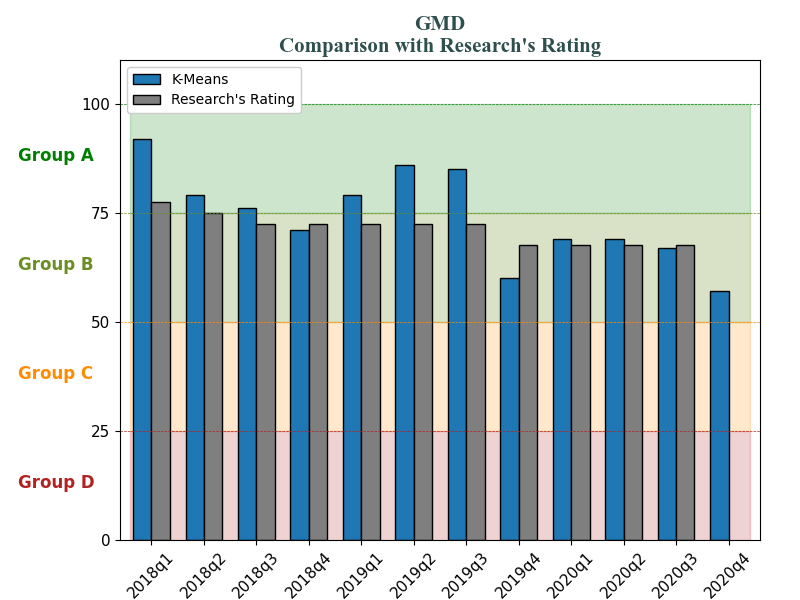 GMD
Comparison with Research's Rating
K-Means
Research's Rating
100
Group A
75
Group B
50
Group C
25
Group D
0
2018q1
2018q2
2018q3
2018q4
2019q1
2019q2
2019q3
2019q4
2020q1
2020q2
2020q3
2020q4